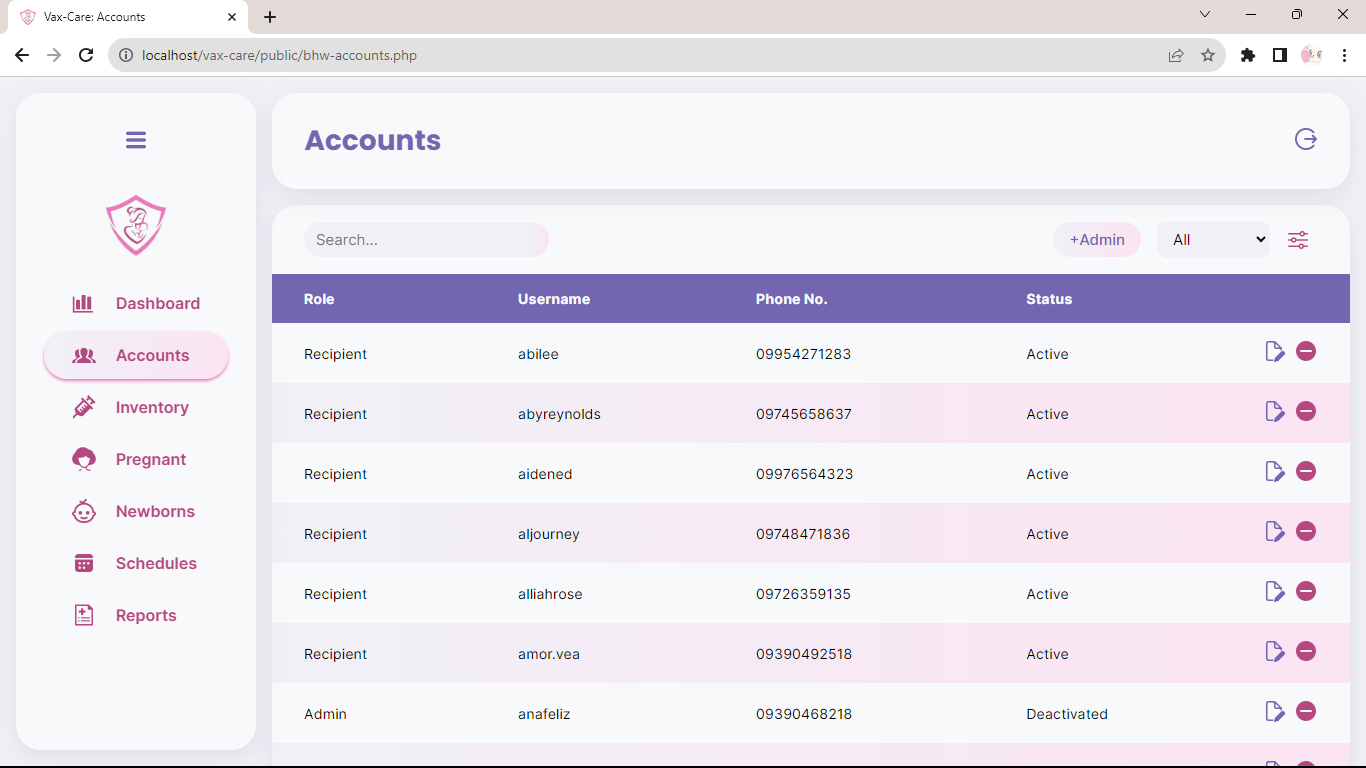 Vax-Care: Accounts
localhost/vax-care/public/bhw-accounts.php
Accounts
Dashboard
Accounts
Inventory
Pregnant
Newborns
Schedules
Reports
Search... +Admin All
Role Username Phone No. Status
Recipient abilee 09954271283 Active
Recipient abyreynolds 09745658637 Active
Recipient aidened 09976564323 Active
Recipient aljourney 09748471836 Active
Recipient alliahrose 09726359135 Active
Recipient amor.vea 09390492518 Active
Admin anafeliz 09390468218 Deactivated